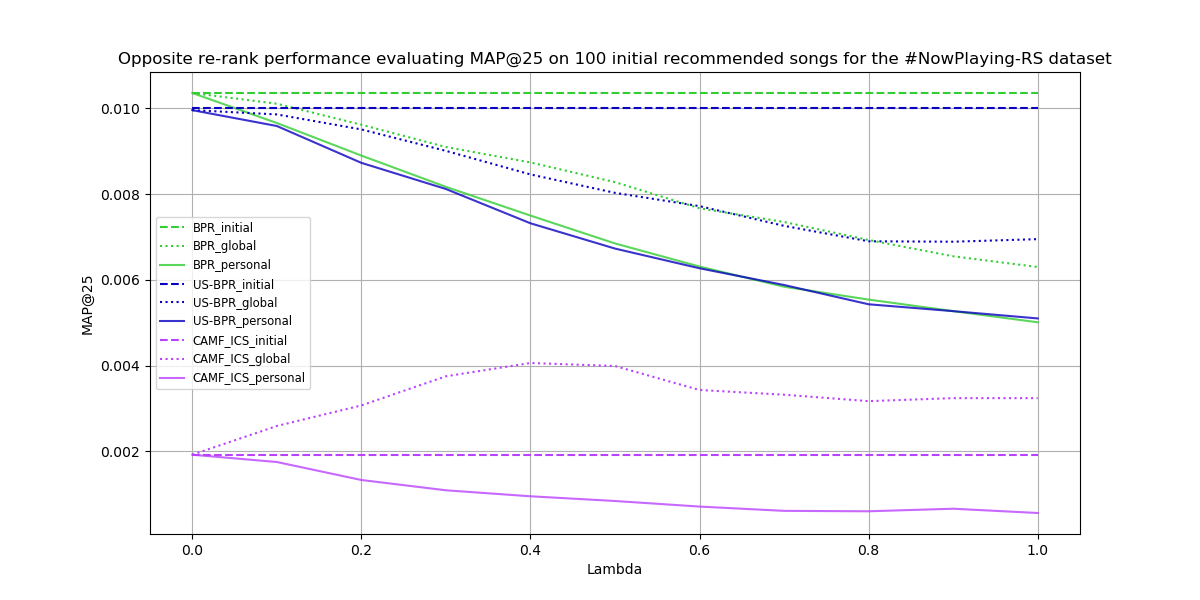 Opposite re-rank performance evaluating MAP@25 on 100 initial recommended songs for the #NowPlaying-RS dataset
0.010
0.008
0.006
0.004
0.002
MAP@25
BPR_initial
BPR_global
BPR_personal
US-BPR_initial
US-BPR_global
US-BPR_personal
CAMF_ICS_initial
CAMF_ICS_global
CAMF_ICS_personal
0.0 0.2 0.4 0.6 0.8 1.0
Lambda